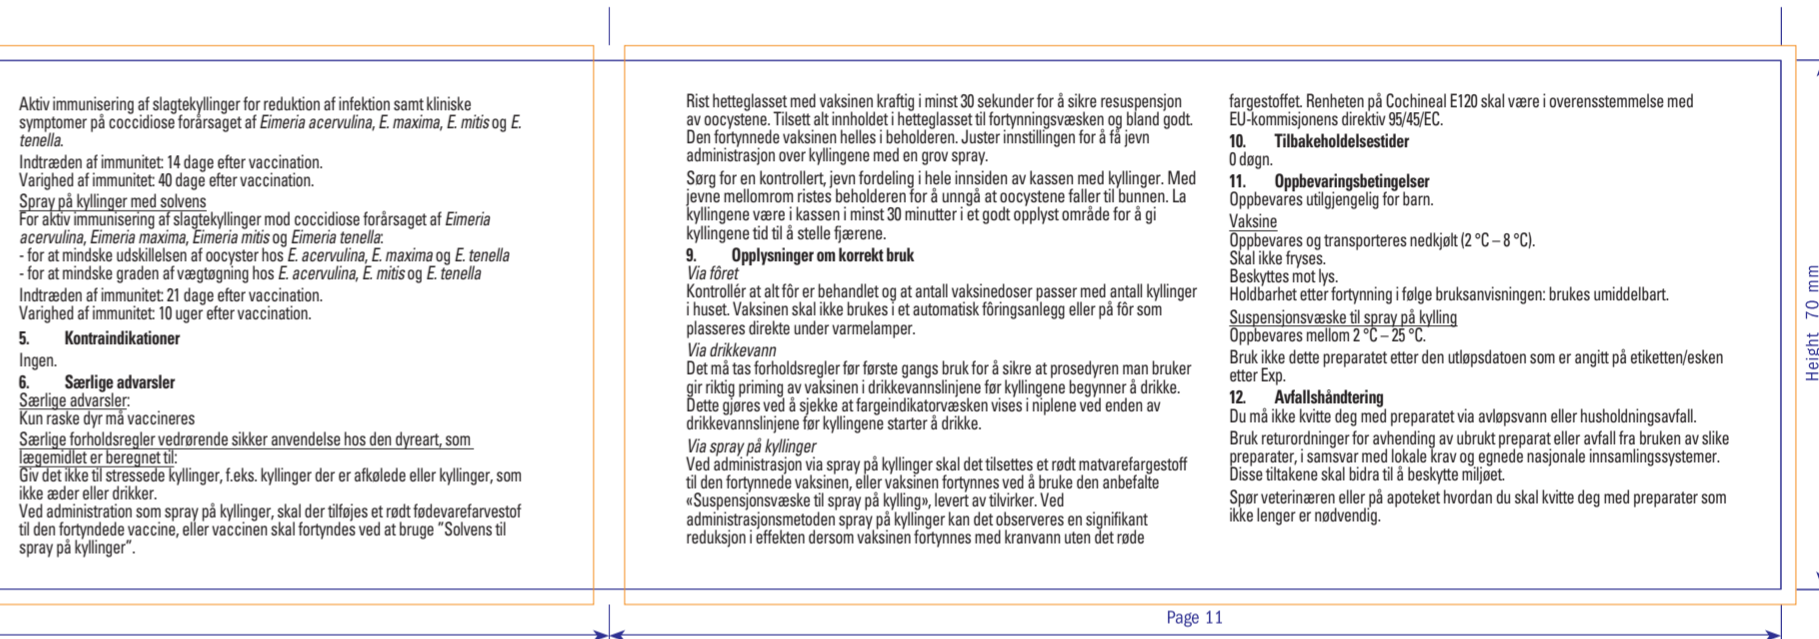 Aktiv immunisering af slagtekyllinger for reduktion af infektion samt kliniske
symptomer på coccidiose forårsaget af Eimeria acervulina, E. maxima, E. mitis og E.
tenella.
Indtræden af immunitet: 14 dage efter vaccination.
Varighed af immunitet: 40 dage efter vaccination.
Spray på kyllinger med solvens
For aktiv immunisering af slagtekyllinger mod coccidiose forårsaget af Eimeria
acervulina, Eimeria maxima, Eimeria mitis og Eimeria tenella:
- for at mindske udskillelsen af oocyster hos E. acervulina, E. maxima og E. tenella
- for at mindske graden af vægtøgning hos E. acervulina, E. mitis og E. tenella
Indtræden af immunitet: 21 dage efter vaccination.
Varighed af immunitet: 10 uger efter vaccination.
5. Kontraindikationer
Ingen.
6. Særlige advarsler
Særlige advarsler:
Kun raske dyr må vaccineres
Særlige forholdsregler vedrørende sikker anvendelse hos den dyreart, som
lægemidlet er beregnet til:
Giv det ikke til stressede kyllinger, f.eks. kyllinger der er afkølede eller kyllinger, som
ikke æder eller drikker.
Ved administration som spray på kyllinger, skal der tilføjes et rødt fødevarefarvestof
til den fortyndede vaccine, eller vaccinen skal fortyndes ved at bruge ”Solvens til
spray på kyllinger”.
Rist hetteglasset med vaksinen kraftig i minst 30 sekunder for å sikre resuspensjon
av oocystene. Tilsett alt innholdet i hetteglasset til fortynningsvæsken og bland godt.
Den fortynnede vaksinen helles i beholderen. Juster innstillingen for å få jevn
administrasjon over kyllingene med en grov spray.
Sørg for en kontrollert, jevn fordeling i hele innsiden av kassen med kyllinger. Med
jevne mellomrom ristes beholderen for å unngå at oocystene faller til bunnen. La
kyllingene være i kassen i minst 30 minutter i et godt opplyst område for å gi
kyllingene tid til å stelle fjærene.
9. Opplysninger om korrekt bruk
Via fôret
Kontrollér at alt fôr er behandlet og at antall vaksinedoser passer med antall kyllinger
i huset. Vaksinen skal ikke brukes i et automatisk fôringsanlegg eller på fôr som
plasseres direkte under varmelamper.
Via drikkevann
Det må tas forholdsregler før første gangs bruk for å sikre at prosedyren man bruker
gir riktig priming av vaksinen i drikkevannslinjene før kyllingene begynner å drikke.
Dette gjøres ved å sjekke at fargeindikatorvæsken vises i niplene ved enden av
drikkevannslinjene før kyllingene starter å drikke.
Via spray på kyllinger
Ved administrasjon via spray på kyllinger skal det tilsettes et rødt matvarefargestoff
til den fortynnede vaksinen, eller vaksinen fortynnes ved å bruke den anbefalte
«Suspensjonsvæske til spray på kylling», levert av tilvirker. Ved
administrasjonsmetoden spray på kyllinger kan det observeres en signifikant
reduksjon i effekten dersom vaksinen fortynnes med kranvann uten det røde
fargestoffet. Renheten på Cochineal E120 skal være i overensstemmelse med
EU-kommisjonens direktiv 95/45/EC.
10. Tilbakeholdelsestider
0 døgn.
11. Oppbevaringsbetingelser
Oppbevares utilgjengelig for barn.
Vaksine
Oppbevares og transporteres nedkjølt (2 °C – 8 °C).
Skal ikke fryses.
Beskyttes mot lys.
Holdbarhet etter fortynning i følge bruksanvisningen: brukes umiddelbart.
Suspensjonsvæske til spray på kylling
Oppbevares mellom 2 °C – 25 °C.
Bruk ikke dette preparatet etter den utløpsdatoen som er angitt på etiketten/esken
etter Exp.
12. Avfallshåndtering
Du må ikke kvitte deg med preparatet via avløpsvann eller husholdningsavfall.
Bruk returordninger for avhending av ubrukt preparat eller avfall fra bruken av slike
preparater, i samsvar med lokale krav og egnede nasjonale innsamlingssystemer.
Disse tiltakene skal bidra til å beskytte miljøet.
Spør veterinæren eller på apoteket hvordan du skal kvitte deg med preparater som
ikke lenger er nødvendig.
Height 70 mm
Page 11